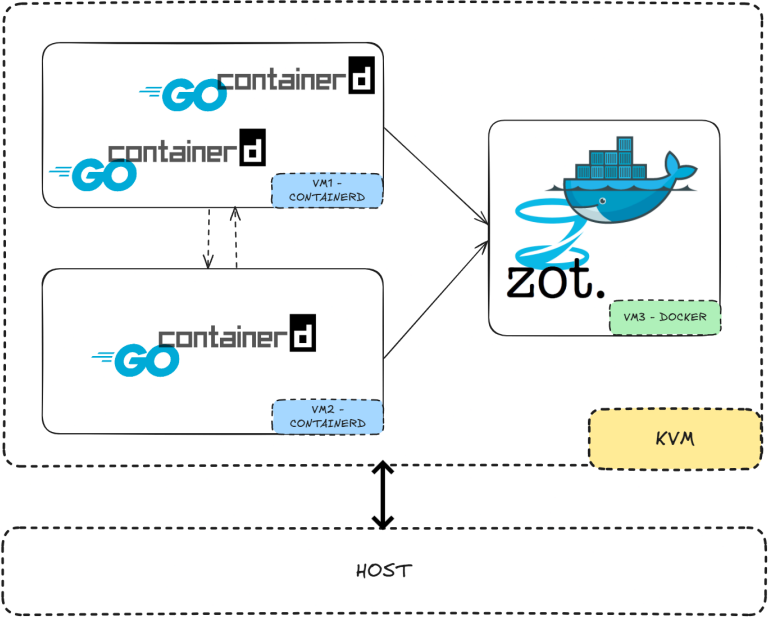 GO containerd
GO containerd
VM1 -
CONTAINERD
zot.
VM3 - DOCKER
GO containerd
VM2 -
CONTAINERD
KVM
HOST